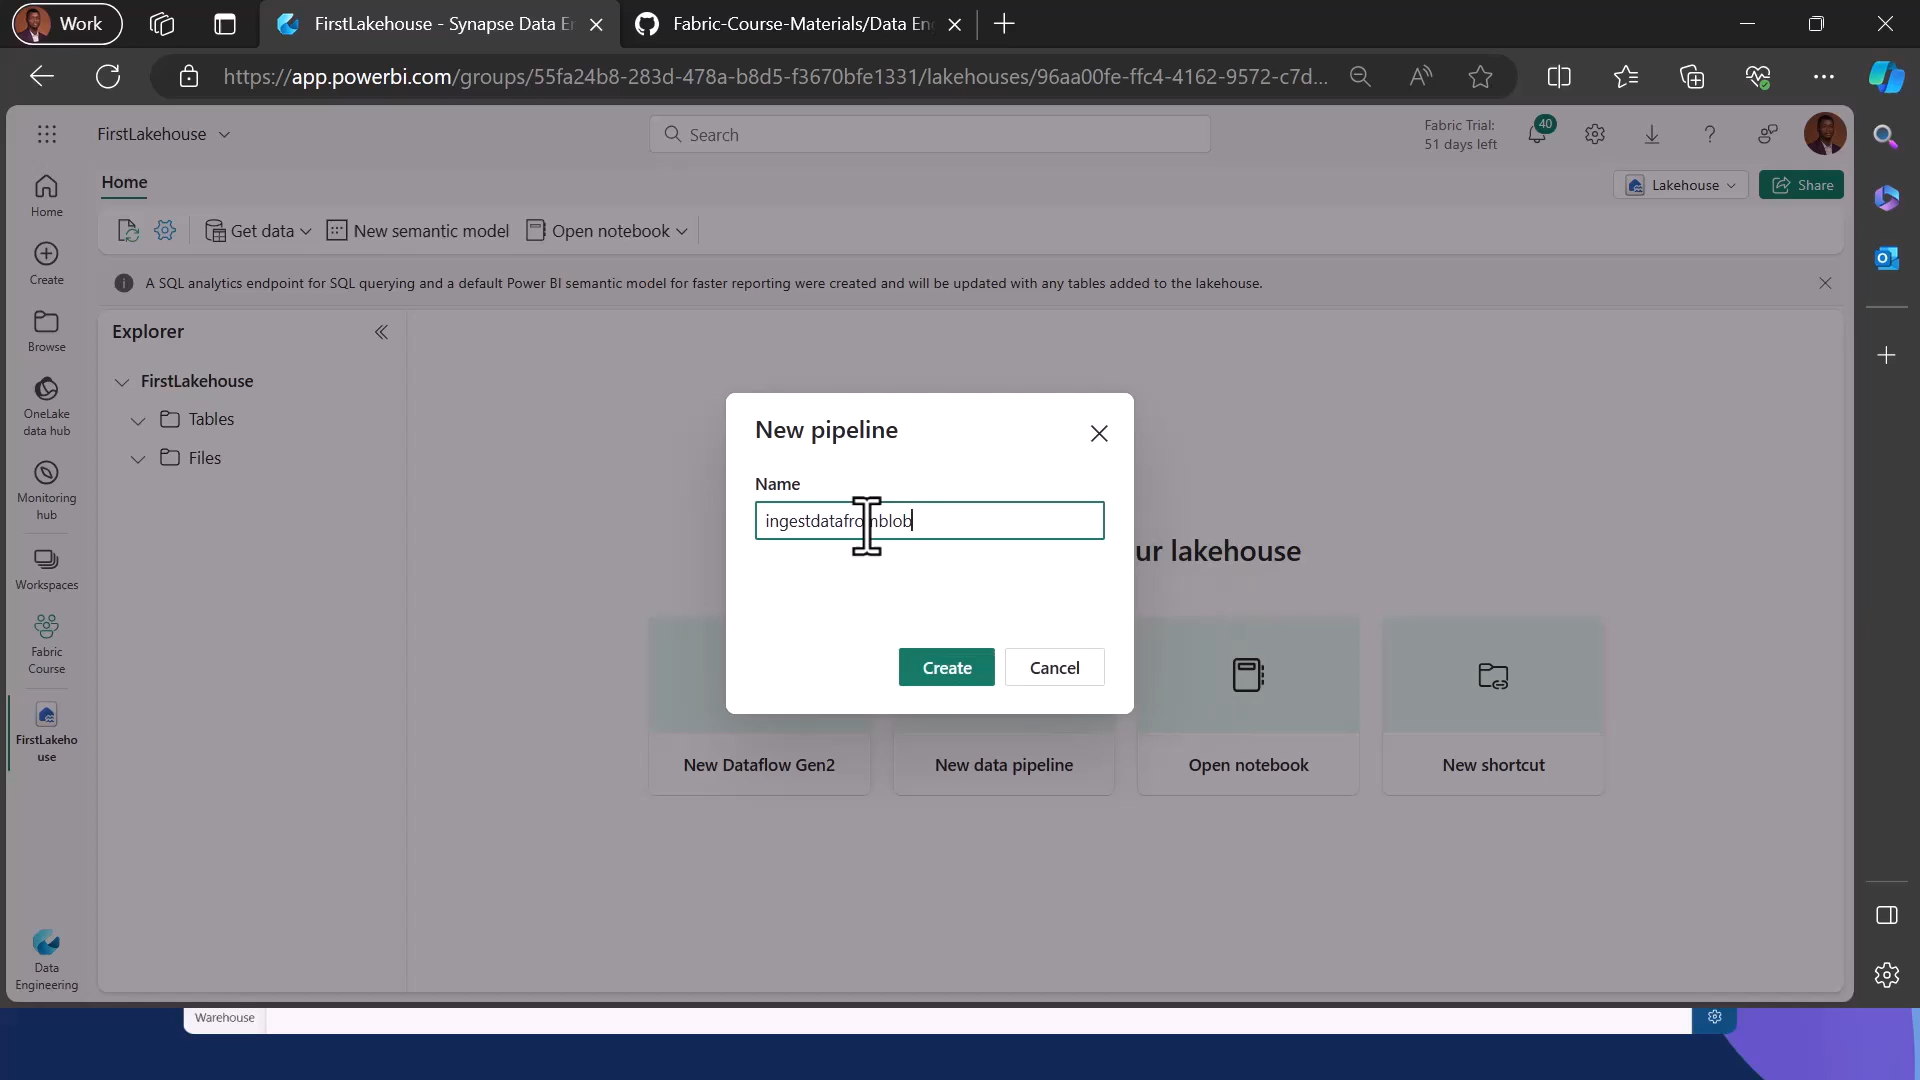 Work
FirstLakehouse - Synapse Data E
Fabric-Course-Materials/Data En
https://app.powerbi.com/groups/55fa24b8-283d-478a-b8d5-f3670bfe1331/lakehouses/96aa00fe-ffc4-4162-9572-c7d...
FirstLakehouse
Search
Fabric Trial:
51 days left
40
Home
Lakehouse
Share
Get data
New semantic model
Open notebook
A SQL analytics endpoint for SQL querying and a default Power BI semantic model for faster reporting were created and will be updated with any tables added to the lakehouse.
Home
Create
Browse
OneLake
data hub
Monitoring
hub
Workspaces
Fabric
Course
FirstLakeho
use
Data
Engineering
Explorer
FirstLakehouse
Tables
Files
New pipeline
Name
ingestdatafromblob
Create
Cancel
ur lakehouse
New Dataflow Gen2
New data pipeline
Open notebook
New shortcut
Warehouse